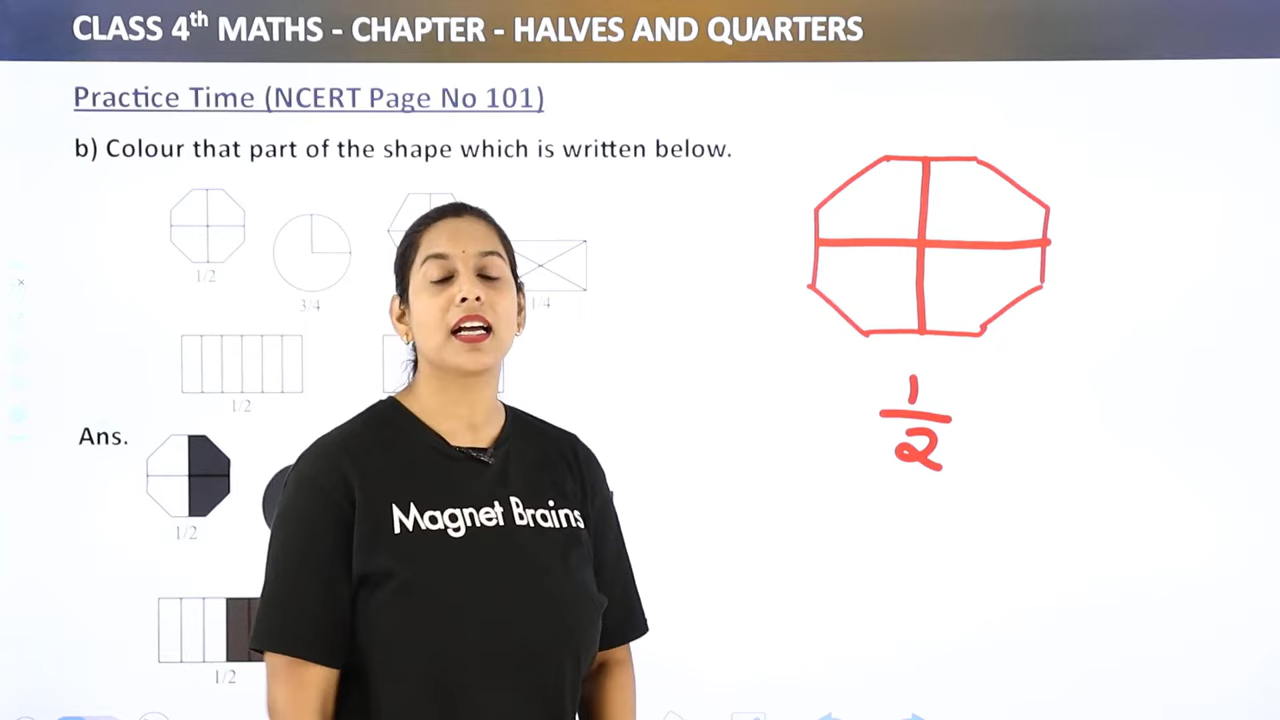 CLASS 4th MATHS - CHAPTER - HALVES AND QUARTERS
Practice Time (NCERT Page No 101)
b) Colour that part of the shape which is written below.
1/2
3/4
1/4
1/2
Ans.
1/2
1/2
1
2
Magnet Brains